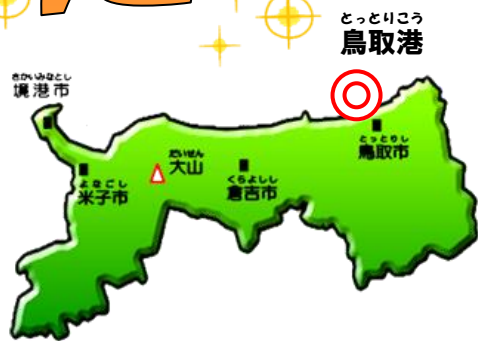 とっとりこう
鳥取港
さかいみなとし
境港市
とっとりし
鳥取市
だいせん
大山
くらよしし
倉吉市
よなごし
米子市